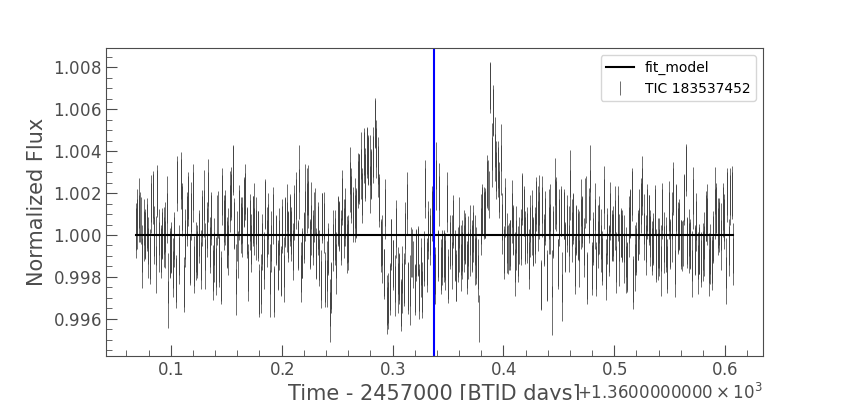 fit_model
TIC 183537452
1.008
1.006
1.004
1.002
1.000
0.998
0.996
Normalized Flux
0.1 0.2 0.3 0.4 0.5 0.6
Time - 2457000 [BTJD days]
+1.3600000000 × 10³